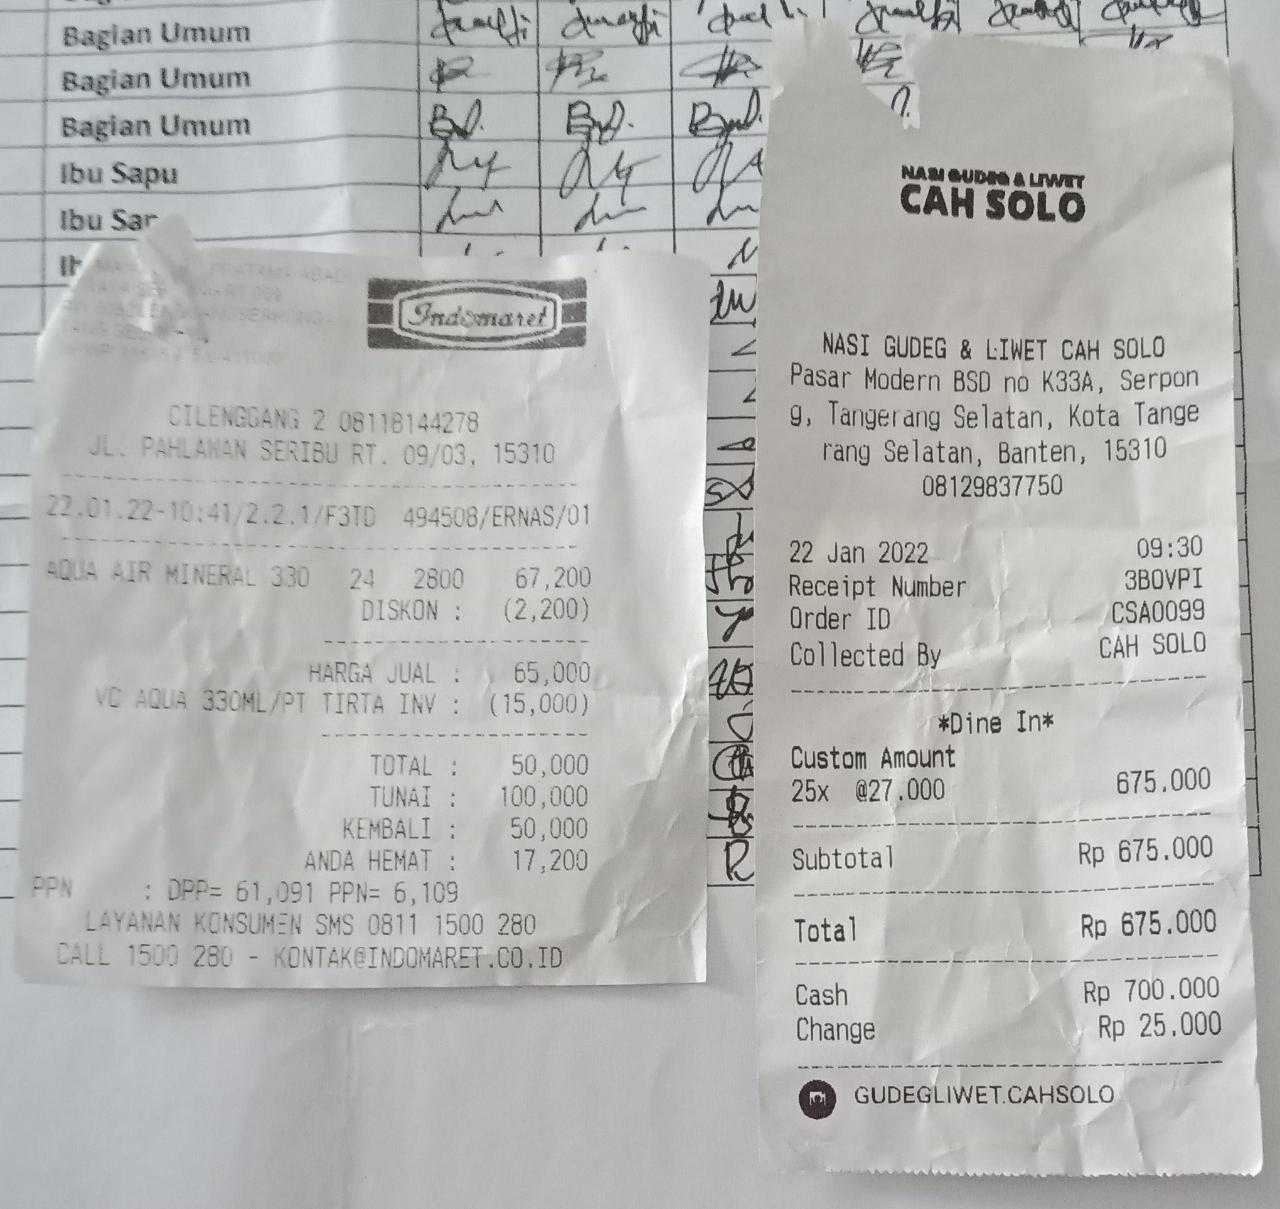 Bagian Umum
Bagian Umum
Bagian Umum
Ibu Sapu
Ibu Sar
Indomaret
CILENGGANG 2 08118144278
JL. PAHLAWAN SERIBU RT. 09/03, 15310
22.01.22-10:41/2.2.1/F3TD 494508/ERNAS/01
AQUA AIR MINERAL 330 24 2800 67,200
DISKON : (2,200)
HARGA JUAL : 65,000
VC AQUA 330ML/PT TIRTA INV : (15,000)
TOTAL : 50,000
TUNAI : 100,000
KEMBALI : 50,000
ANDA HEMAT : 17,200
PPN : DPP= 61,091 PPN= 6,109
LAYANAN KONSUMEN SMS 0811 1500 280
CALL 1500 280 - KONTAK@INDOMARET.CO.ID
NASI GUDEG & LIWET
CAH SOLO
NASI GUDEG & LIWET CAH SOLO
Pasar Modern BSD no K33A, Serpon
g, Tangerang Selatan, Kota Tange
rang Selatan, Banten, 15310
08129837750
22 Jan 2022 09:30
Receipt Number 3BOVPI
Order ID CSA0099
Collected By CAH SOLO
*Dine In*
Custom Amount
25x @27.000 675.000
Subtotal Rp 675.000
Total Rp 675.000
Cash Rp 700.000
Change Rp 25.000
GUDEGLIWET.CAHSOLO